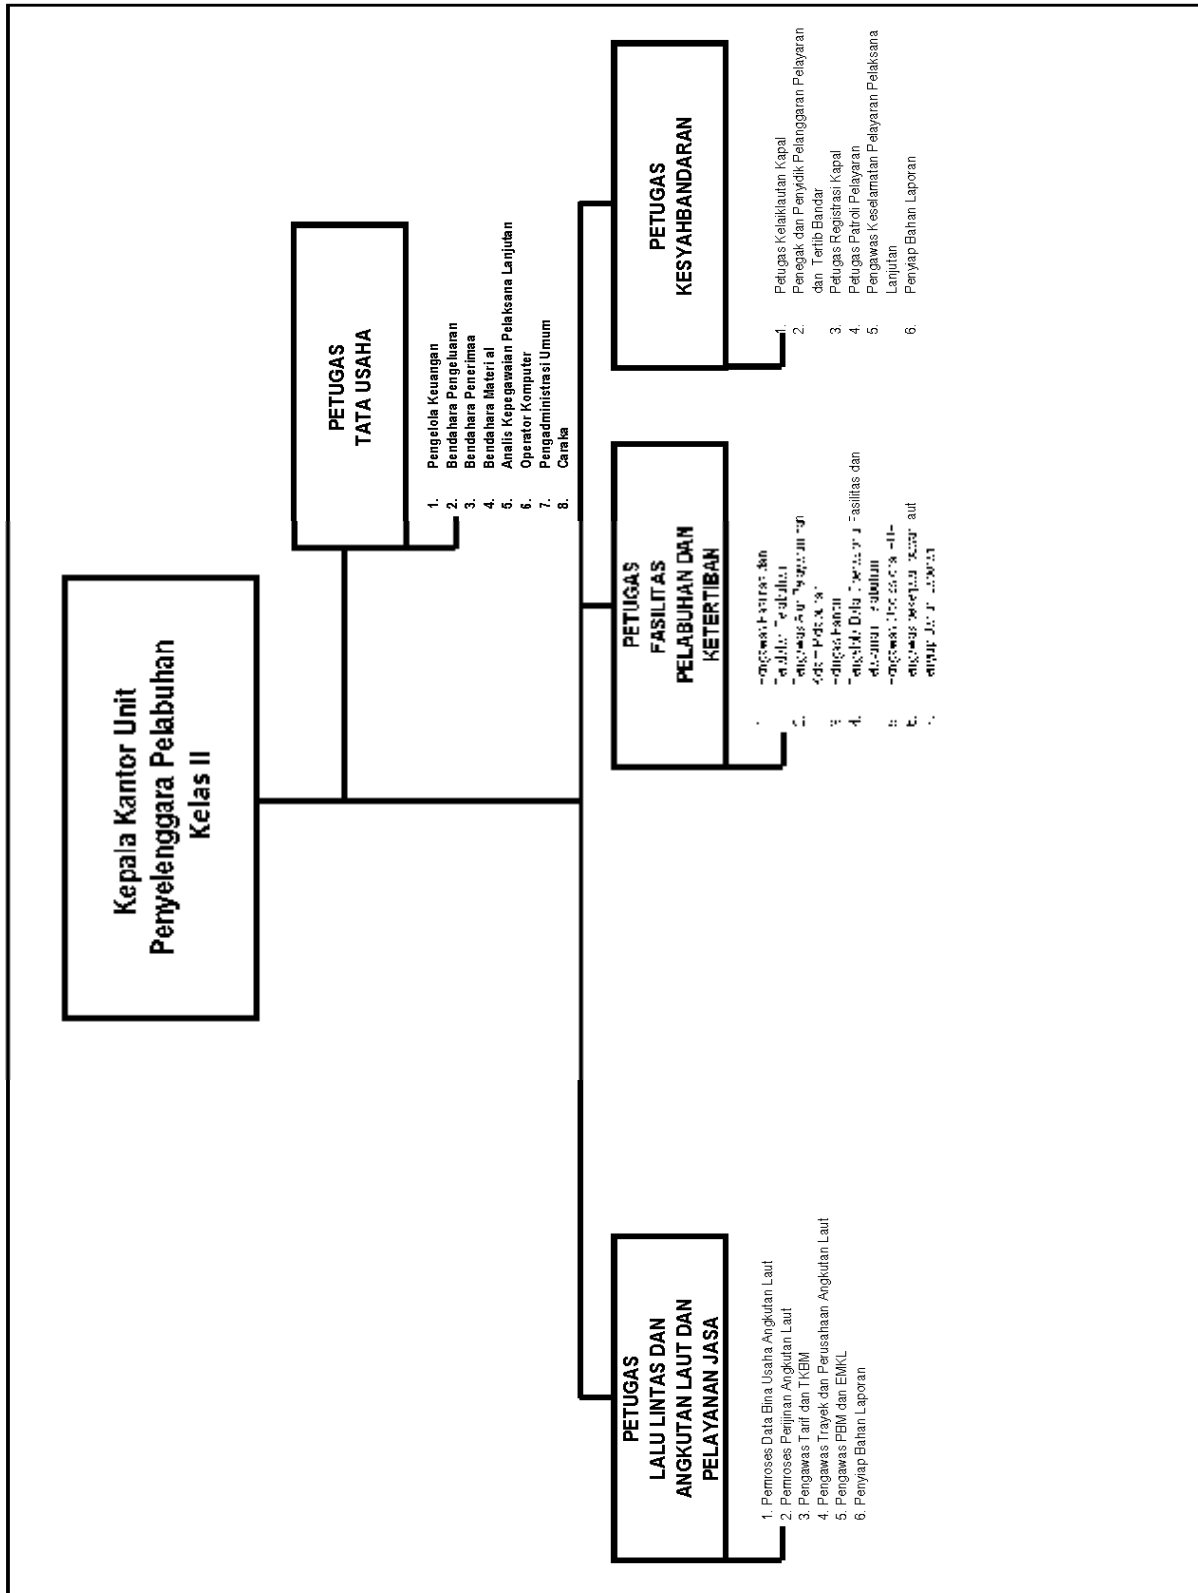 Kepala Kantor Unit
Penyelenggara Pelabuhan
Kelas II
PETUGAS
TATA USAHA
1. Pengelola Keuangan
2. Bendahara Pengeluaran
3. Bendahara Penerimaa
4. Bendahara Materi al
5. Analis Kepegawaian Pelaksana Lanjutan
6. Operator Komputer
7. Pengadministrasi Umum
8. Caraka
PETUGAS
LALU LINTAS DAN
ANGKUTAN LAUT DAN
PELAYANAN JASA
1. Pemroses Data Bina Usaha Angkutan Laut
2. Pemroses Perijinan Angkutan Laut
3. Pengawas Tarif dan TKBM
4. Pengawas Trayek dan Perusahaan Angkutan Laut
5. Pengawas PBM dan EMKL
6. Penyiap Bahan Laporan
PETUGAS
FASILITAS
PELABUHAN DAN
KETERTIBAN
dan
4. Data Fasilitas dan
aut
PETUGAS
KESYAHBANDARAN
1. Petugas Kelaiklautan Kapal
2. Penegak dan Penyidik Pelanggaran Pelayaran
dan Tertib Bandar
3. Petugas Registrasi Kapal
4. Petugas Patroli Pelayaran
5. Pengawas Keselamatan Pelayaran Pelaksana
Lanjutan
6. Penyiap Bahan Laporan